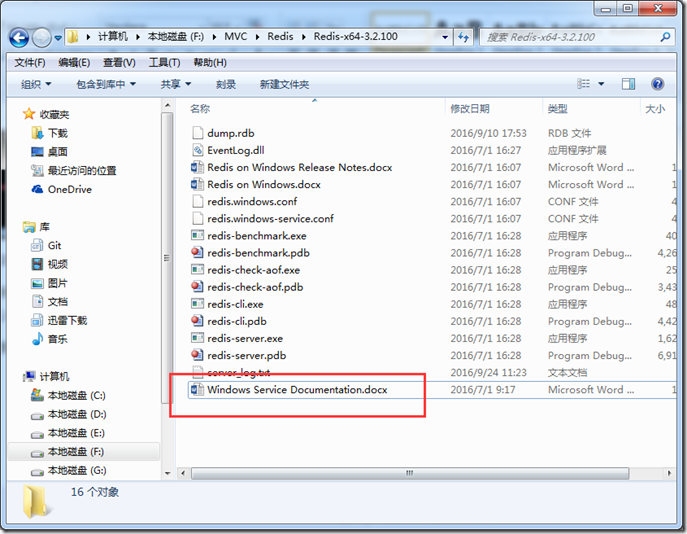 计算机 ▸ 本地磁盘 (F:) ▸ MVC ▸ Redis ▸ Redis-x64-3.2.100
搜索 Redis-x64-3.2.100
文件(F) 编辑(E) 查看(V) 工具(T) 帮助(H)
组织 包含到库中 共享 刻录 新建文件夹
收藏夹
下载
桌面
最近访问的位置
OneDrive
库
Git
视频
图片
文档
迅雷下载
音乐
计算机
本地磁盘 (C:)
本地磁盘 (D:)
本地磁盘 (E:)
本地磁盘 (F:)
本地磁盘 (G:)
名称 修改日期 类型 大小
dump.rdb 2016/9/10 17:53 RDB 文件
EventLog.dll 2016/7/1 16:27 应用程序扩展
Redis on Windows Release Notes.docx 2016/7/1 16:07 Microsoft Word ... 1
Redis on Windows.docx 2016/7/1 16:07 Microsoft Word ... 1
redis.windows.conf 2016/7/1 16:07 CONF 文件
redis.windows-service.conf 2016/7/1 16:07 CONF 文件
redis-benchmark.exe 2016/7/1 16:28 应用程序 40
redis-benchmark.pdb 2016/7/1 16:28 Program Debug... 4,26
redis-check-aof.exe 2016/7/1 16:28 应用程序 25
redis-check-aof.pdb 2016/7/1 16:28 Program Debug... 3,43
redis-cli.exe 2016/7/1 16:28 应用程序 48
redis-cli.pdb 2016/7/1 16:28 Program Debug... 4,42
redis-server.exe 2016/7/1 16:28 应用程序 1,62
redis-server.pdb 2016/7/1 16:28 Program Debug... 6,91
server_log.txt 2016/9/24 11:23 文本文档
Windows Service Documentation.docx 2016/7/1 9:17 Microsoft Word ... 1
16 个对象